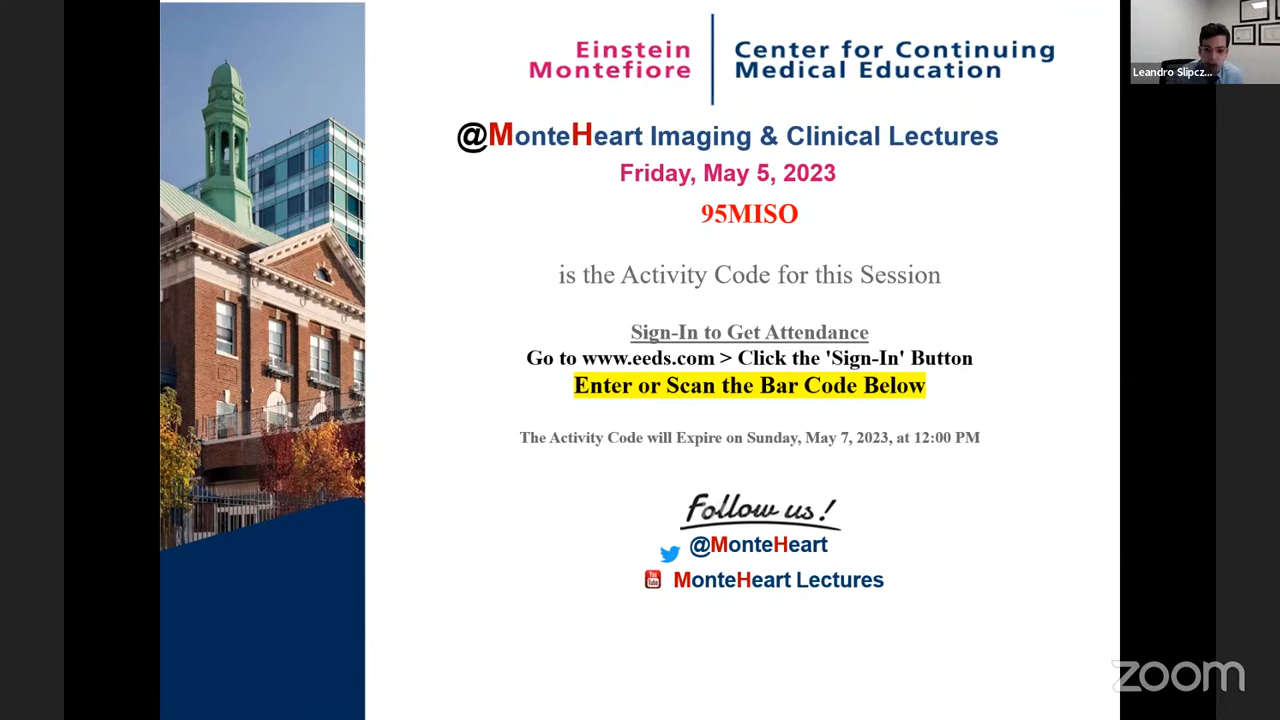 Einstein
Montefiore
Center for Continuing
Medical Education
Leandro Slipcz...
@MonteHeart Imaging & Clinical Lectures
Friday, May 5, 2023
95MISO
is the Activity Code for this Session
Sign-In to Get Attendance
Go to www.eeds.com > Click the 'Sign-In' Button
Enter or Scan the Bar Code Below
The Activity Code will Expire on Sunday, May 7, 2023, at 12:00 PM
Follow us!
@MonteHeart
You Tube
MonteHeart Lectures
zoom